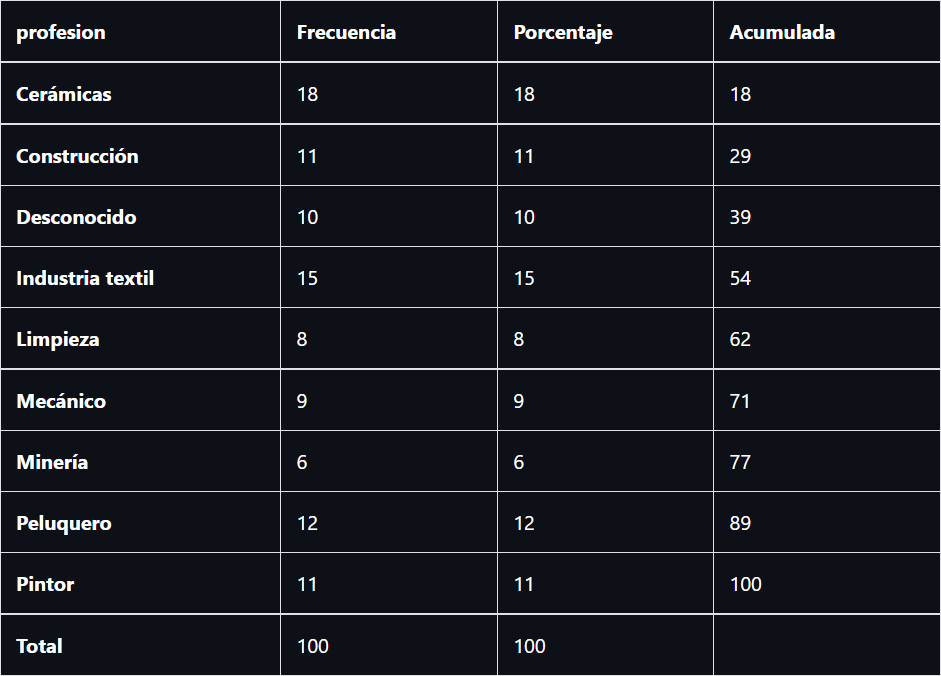 profesion Frecuencia Porcentaje Acumulada
Cerámicas 18 18 18
Construcción 11 11 29
Desconocido 10 10 39
Industria textil 15 15 54
Limpieza 8 8 62
Mecánico 9 9 71
Minería 6 6 77
Peluquero 12 12 89
Pintor 11 11 100
Total 100 100